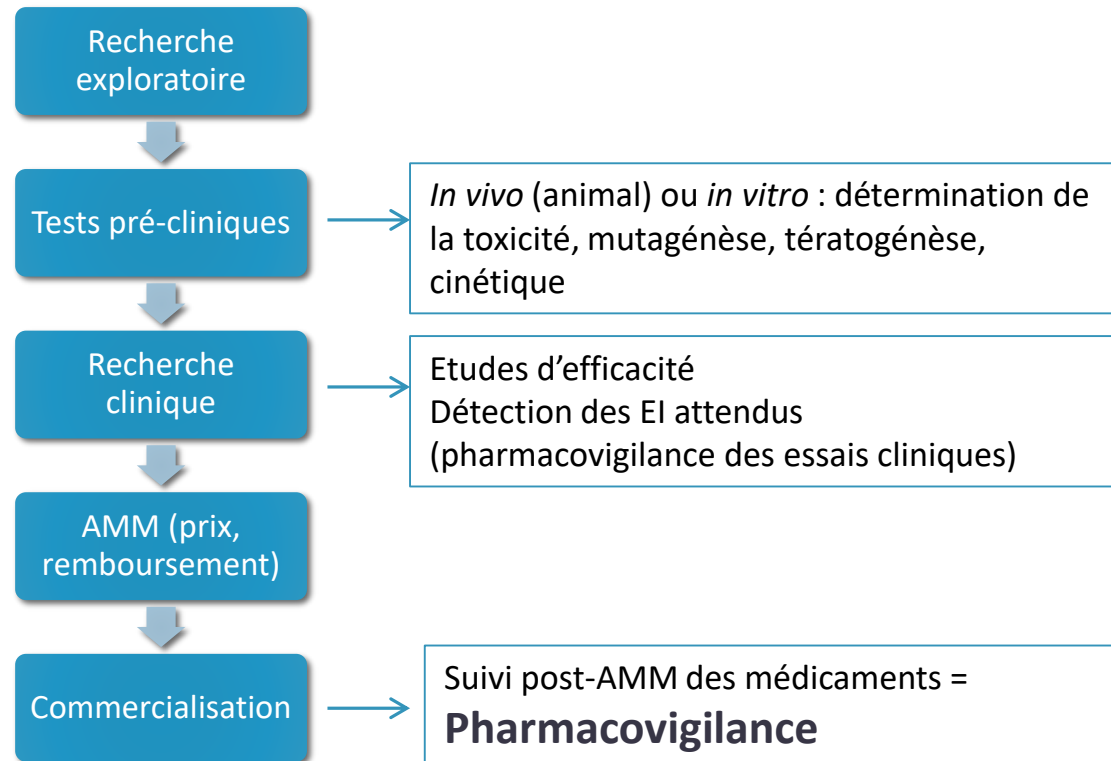 Recherche
exploratoire
Tests pré-cliniques
In vivo (animal) ou in vitro : détermination de
la toxicité, mutagénèse, tératogénèse,
cinétique
Recherche
clinique
Etudes d’efficacité
Détection des EI attendus
(pharmacovigilance des essais cliniques)
AMM (prix,
remboursement)
Commercialisation
Suivi post-AMM des médicaments =
Pharmacovigilance